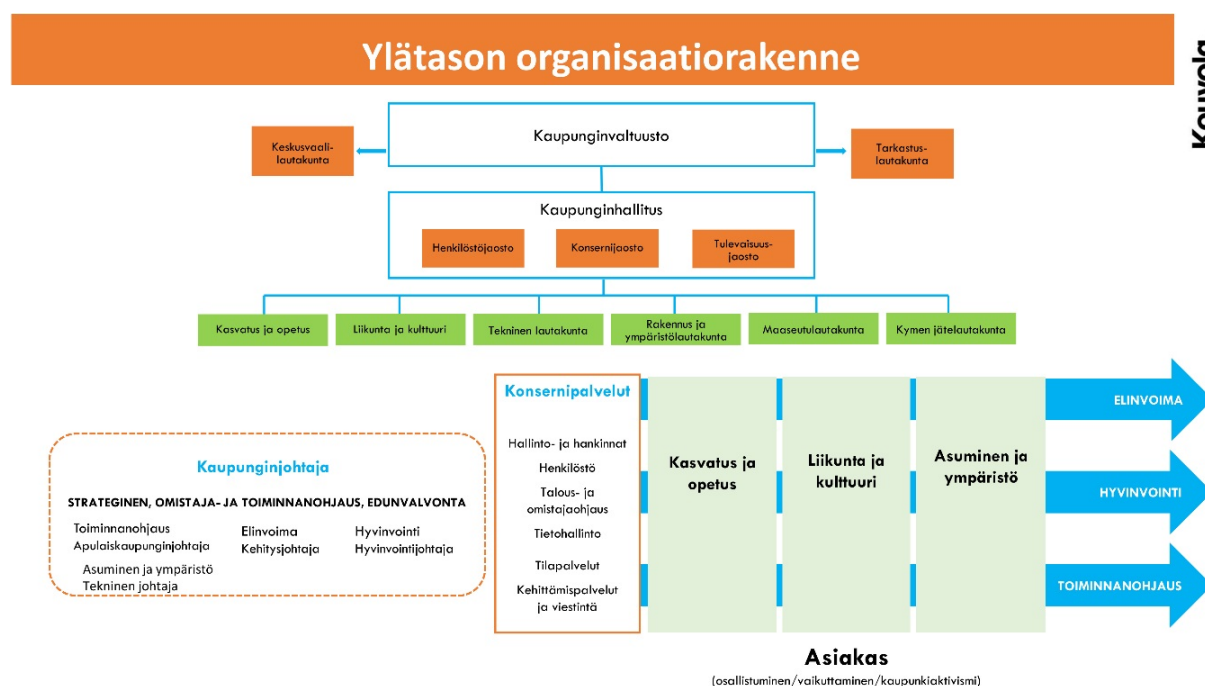 Ylätason organisaatiorakenne
Kouvola
Kaupunginvaltuusto
Keskusvaali-
lautakunta
Tarkastus-
lautakunta
Kaupunginhallitus
Henkilöstöjaosto
Konsernijaosto
Tulevaisuus-
jaosto
Kasvatus ja opetus
Liikunta ja kulttuuri
Tekninen lautakunta
Rakennus ja
ympäristölautakunta
Maaseutulautakunta
Kymen jätelautakunta
Kaupunginjohtaja
STRATEGINEN, OMISTAJA- JA TOIMINNANOHJAUS, EDUNVALVONTA
Toiminnanohjaus
Apulaiskaupunginjohtaja
Elinvoima
Kehitysjohtaja
Hyvinvointi
Hyvinvointijohtaja
Asuminen ja ympäristö
Tekninen johtaja
Konsernipalvelut
Hallinto- ja hankinnat
Henkilöstö
Talous- ja
omistajaohjaus
Tietohallinto
Tilapalvelut
Kehittämispalvelut
ja viestintä
Kasvatus ja
opetus
Liikunta ja
kulttuuri
Asuminen ja
ympäristö
ELINVOIMA
HYVINVOINTI
TOIMINNANOHJAUS
Asiakas
(osallistuminen/vaikuttaminen/kaupunkiaktivismi)